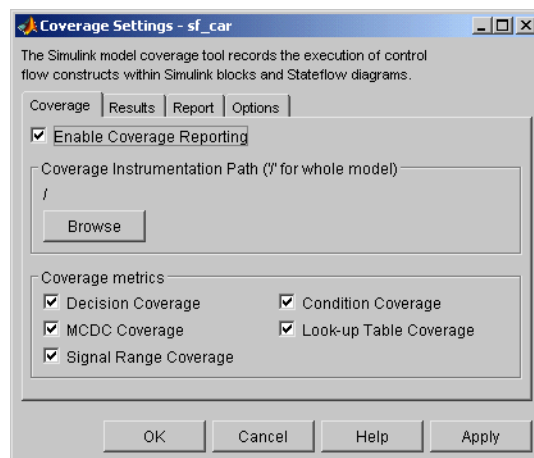 Coverage Settings - sf_car
The Simulink model coverage tool records the execution of control
flow constructs within Simulink blocks and Stateflow diagrams.
Coverage Results Report Options
Enable Coverage Reporting
Coverage Instrumentation Path ('/' for whole model)
/
Browse
Coverage metrics
Decision Coverage Condition Coverage
MCDC Coverage Look-up Table Coverage
Signal Range Coverage
OK Cancel Help Apply